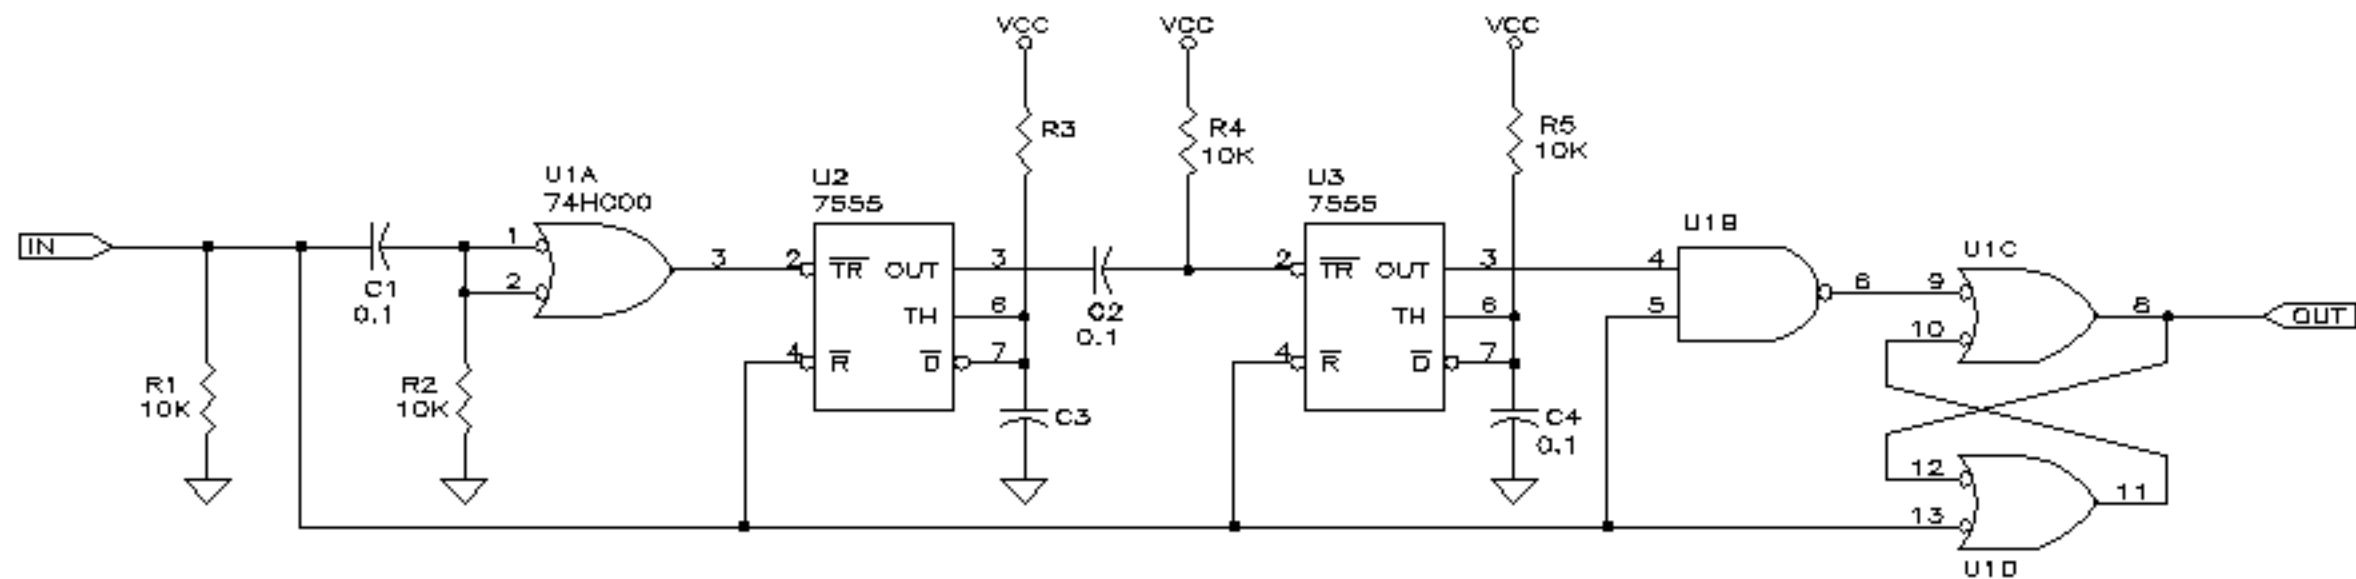 VCC
VCC
VCC
R3
R4
10K
R5
10K
U1A
74HC00
U2
7555
U3
7555
U1B
U1C
IN
1
2
3
C1
0.1
2
TR
OUT
3
TH
6
4
R
D
7
C2
0.1
2
TR
OUT
3
TH
6
4
R
D
7
4
5
6
9
10
8
OUT
R1
10K
R2
10K
C3
C4
0.1
12
13
11
U1D